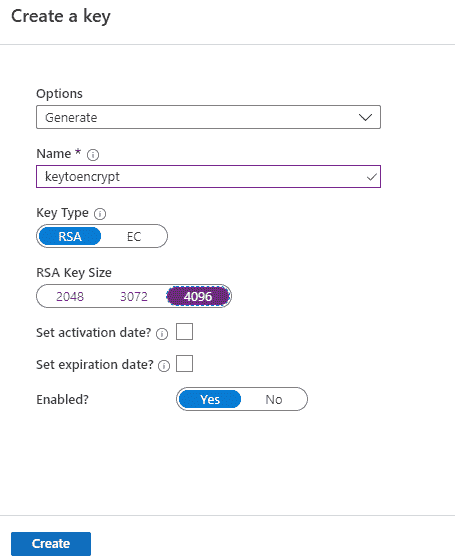 Create a key
Options
Generate
Name *
keytoencrypt
Key Type
RSA EC
RSA Key Size
2048 3072 4096
Set activation date?
Set expiration date?
Enabled? Yes No
Create